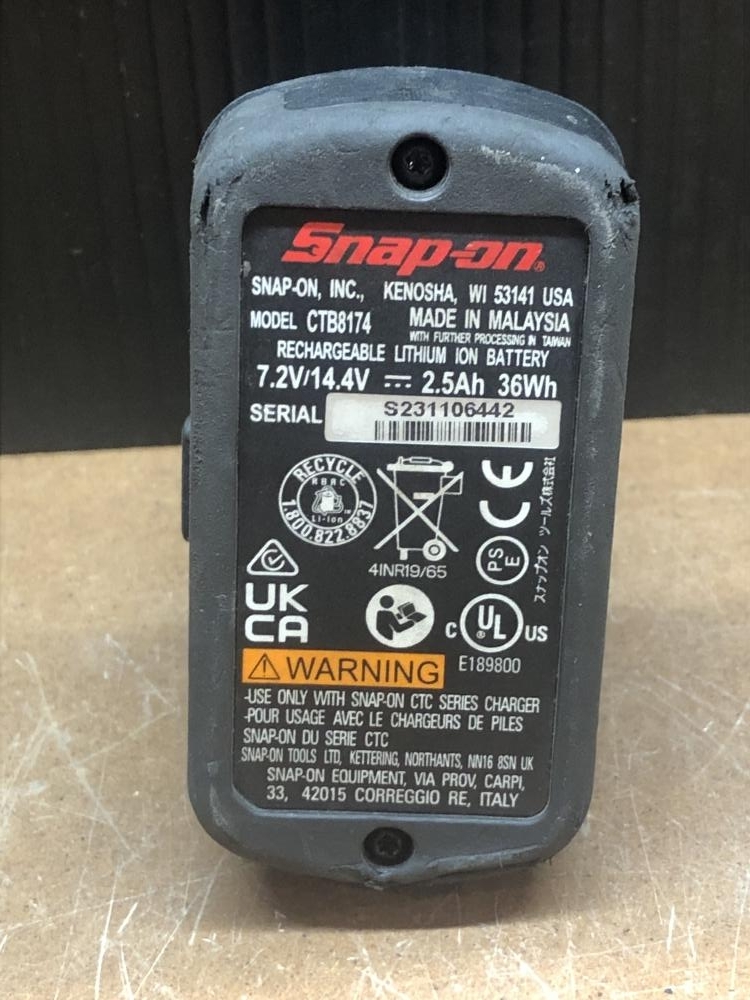 Snap-on®
SNAP-ON, INC., KENOSHA, WI 53141 USA
MODEL CTB8174 MADE IN MALAYSIA
WITH FURTHER PROCESSING IN TAIWAN
RECHARGEABLE LITHIUM ION BATTERY
7.2V/14.4V ⎓ 2.5Ah 36Wh
SERIAL S231106442
RECYCLE
RBRC
Li-ion
1.800.822.8837
4INR19/65
CE
PSE
スナップオン ツールズ株式会社
UK
CA
C UL® US
E189800
⚠ WARNING
-USE ONLY WITH SNAP-ON CTC SERIES CHARGER
-POUR USAGE AVEC LE CHARGEURS DE PILES
SNAP-ON DU SERIE CTC
SNAP-ON TOOLS LTD, KETTERING, NORTHANTS, NN16 8SN UK
SNAP-ON EQUIPMENT, VIA PROV, CARPI,
33, 42015 CORREGGIO RE, ITALY